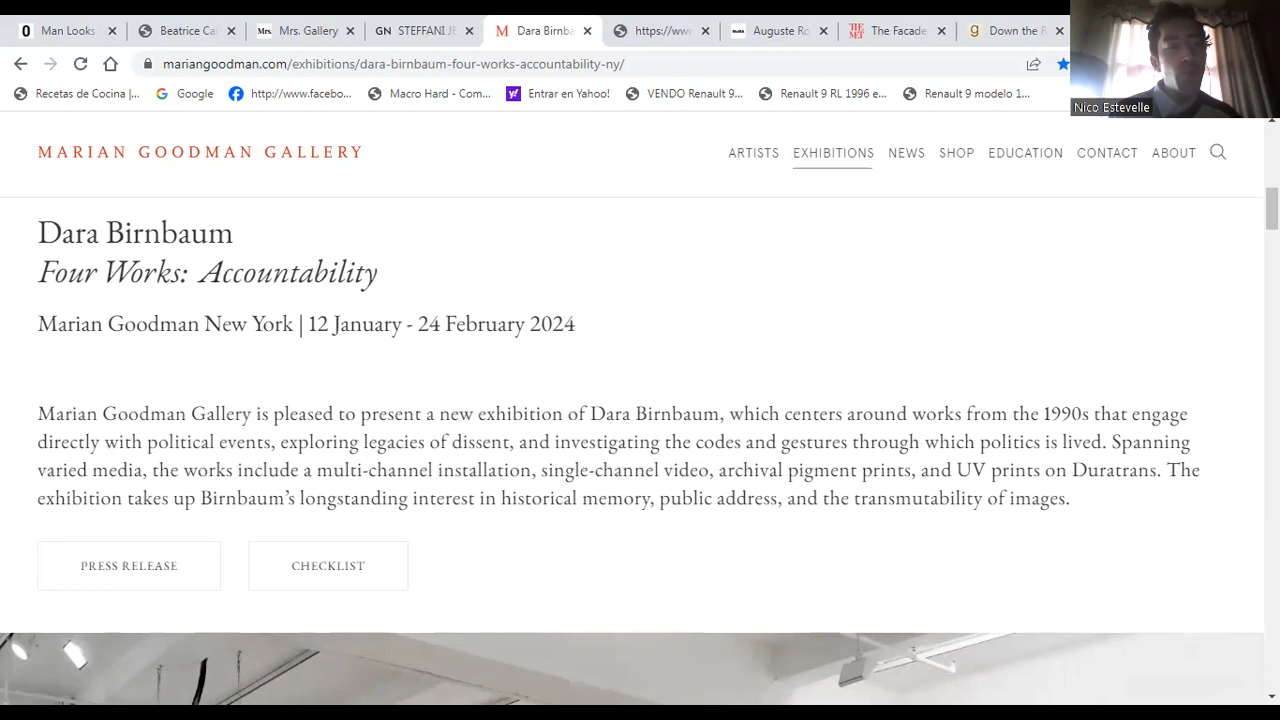 Man Looks
Beatrice Ca
Mrs. Mrs. Gallery
GN STEFFANI JE
M Dara Birnba
https://ww
MoMA Auguste Ro
THE MET The Facade
g Down the R
mariangoodman.com/exhibitions/dara-birnbaum-four-works-accountability-ny/
Recetas de Cocina |...
Google
http://www.facebo...
Macro Hard - Com...
Entrar en Yahoo!
VENDO Renault 9...
Renault 9 RL 1996 e...
Renault 9 modelo 1...
Nico Estevelle
MARIAN GOODMAN GALLERY
ARTISTS EXHIBITIONS NEWS SHOP EDUCATION CONTACT ABOUT
Dara Birnbaum
Four Works: Accountability
Marian Goodman New York | 12 January - 24 February 2024
Marian Goodman Gallery is pleased to present a new exhibition of Dara Birnbaum, which centers around works from the 1990s that engage
directly with political events, exploring legacies of dissent, and investigating the codes and gestures through which politics is lived. Spanning
varied media, the works include a multi-channel installation, single-channel video, archival pigment prints, and UV prints on Duratrans. The
exhibition takes up Birnbaum’s longstanding interest in historical memory, public address, and the transmutability of images.
PRESS RELEASE
CHECKLIST